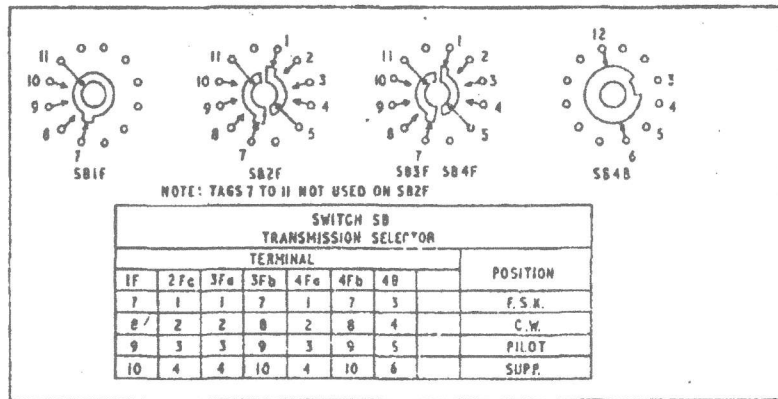 1
12
11
2
11
2
11
10
3
10
3
3
10
9
4
9
4
4
9
8
5
8
5
5
8
7
7
7
6
SB1F
SB2F
SB3F SB4F
SB4B
NOTE: TAGS 7 TO 11 NOT USED ON SB2F
SWITCH SB
TRANSMISSION SELECTOR
TERMINAL
POSITION
1F 2Fa 3Fa 3Fb 4Fa 4Fb 4B
7 1 1 7 1 7 3 F.S.K.
8 2 2 8 2 8 4 C.W.
9 3 3 9 3 9 5 PILOT
10 4 4 10 4 10 6 SUPP.